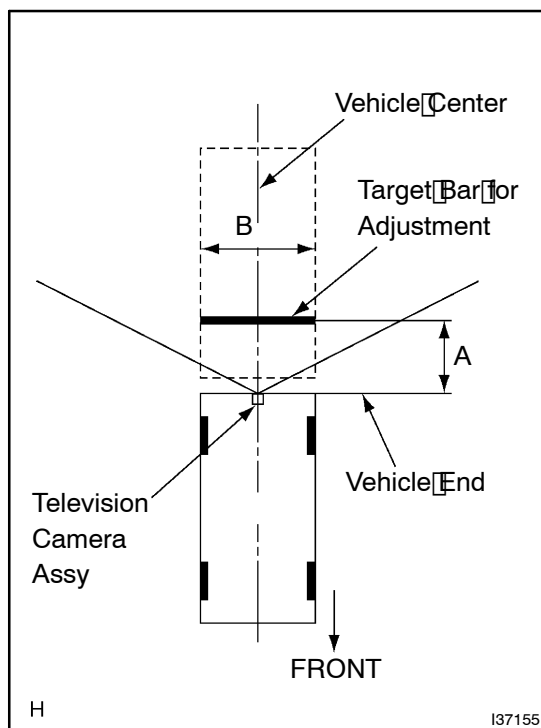 Vehicle Center
Target Bar for
Adjustment
B
A
Vehicle End
Television
Camera
Assy
FRONT
H
I37155